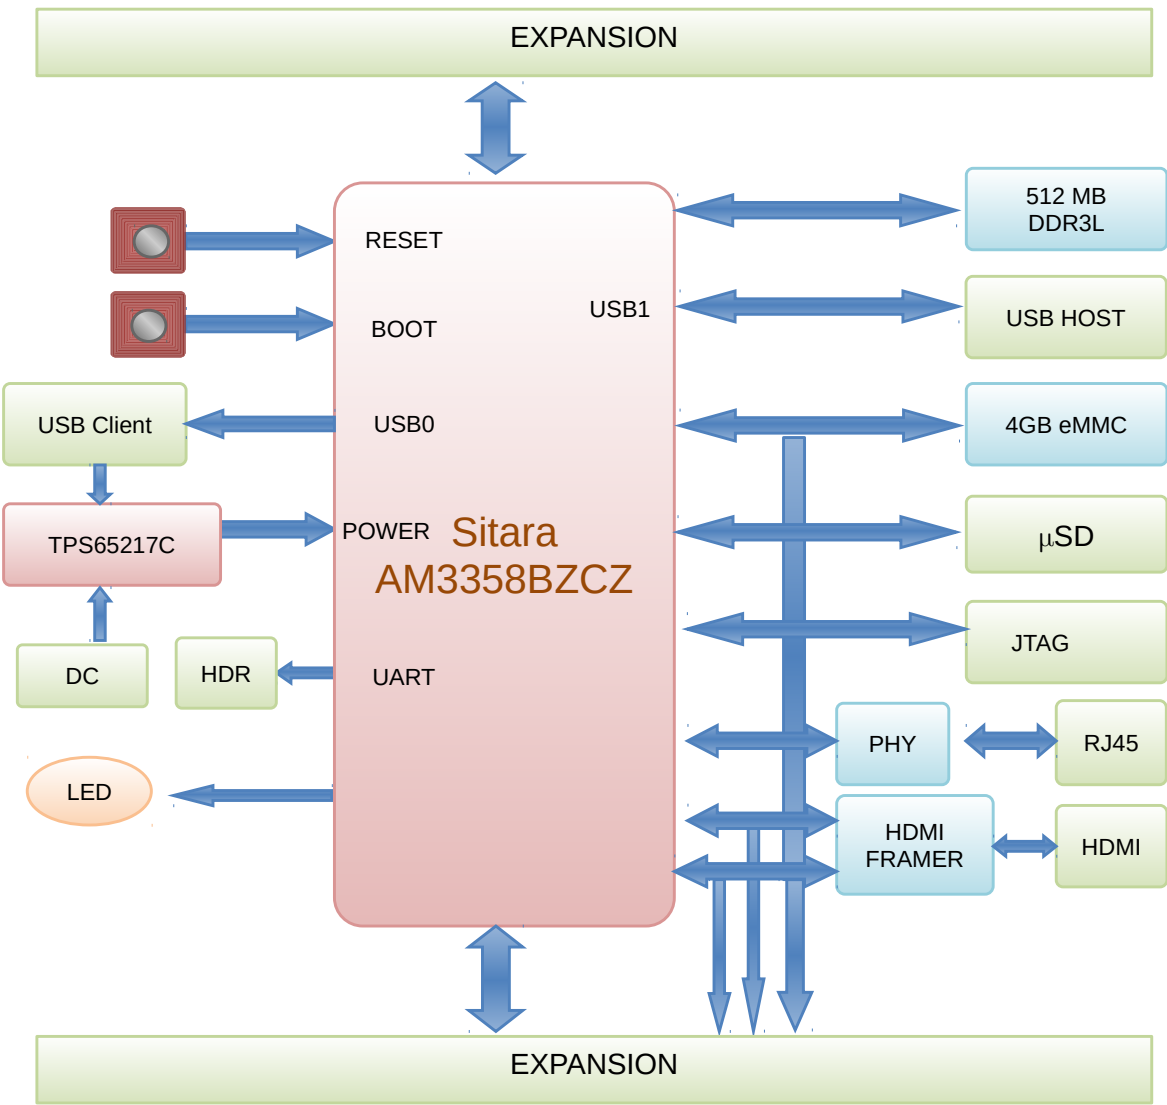 EXPANSION
RESET
BOOT
USB0
POWER
UART
USB1
Sitara
AM3358BZCZ
USB Client
TPS65217C
DC
HDR
LED
512 MB
DDR3L
USB HOST
4GB eMMC
μSD
JTAG
PHY
RJ45
HDMI
FRAMER
HDMI
EXPANSION